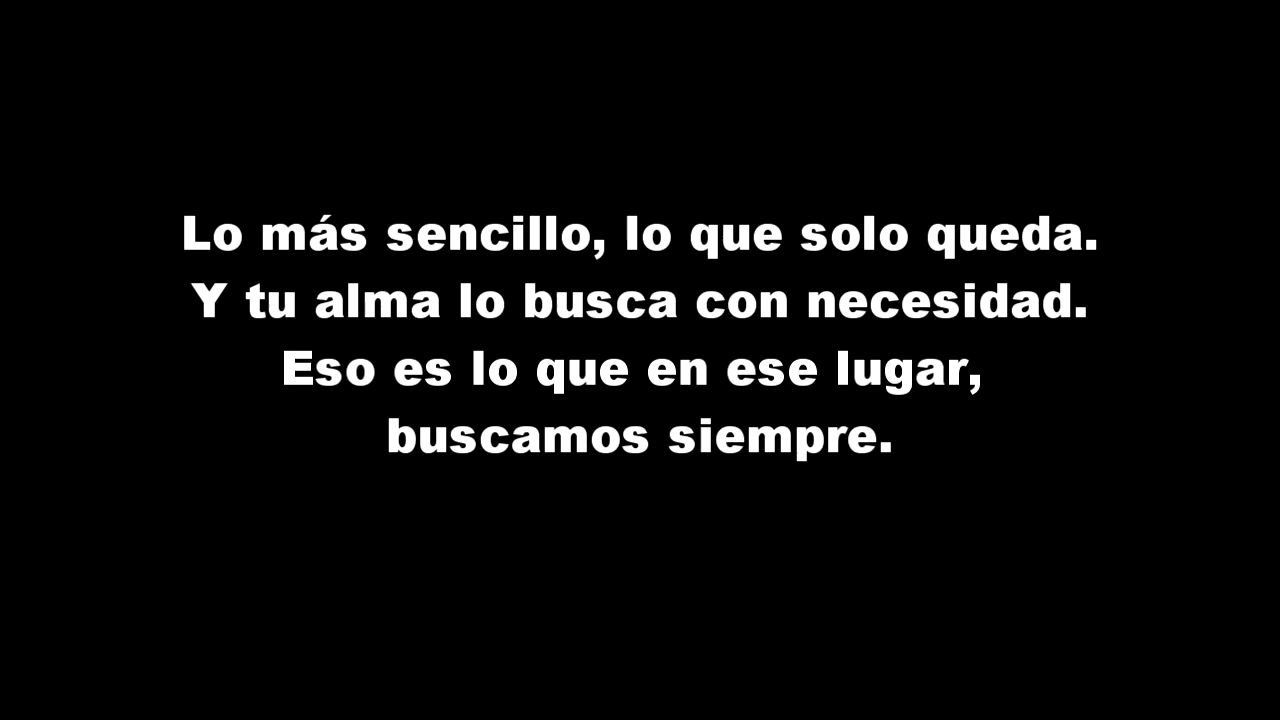 Lo más sencillo, lo que solo queda.
Y tu alma lo busca con necesidad.
Eso es lo que en ese lugar,
buscamos siempre.